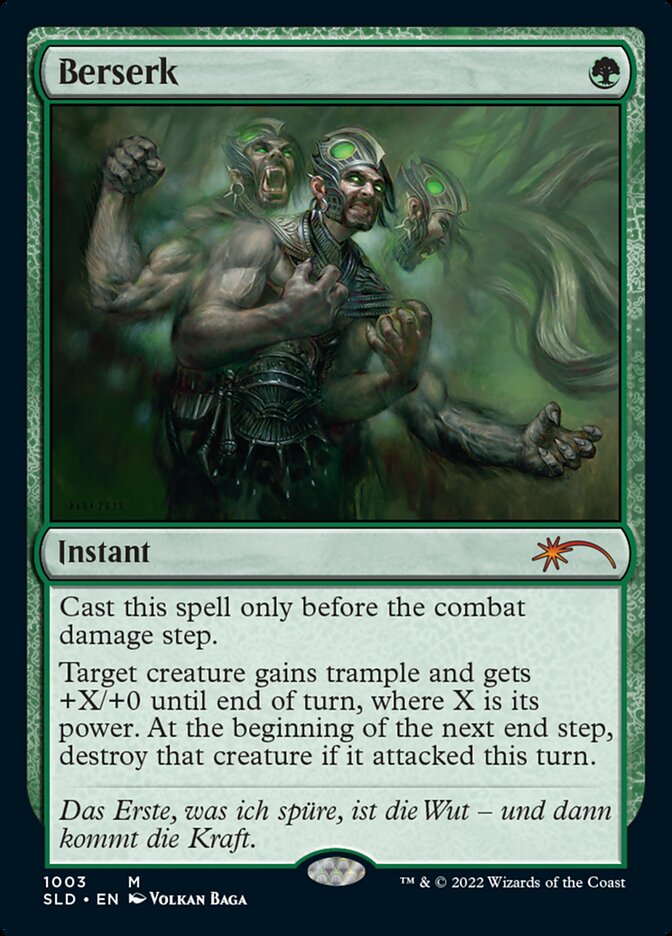 Berserk
Instant
Cast this spell only before the combat
damage step.
Target creature gains trample and gets
+X/+0 until end of turn, where X is its
power. At the beginning of the next end step,
destroy that creature if it attacked this turn.
Das Erste, was ich spüre, ist die Wut – und dann
kommt die Kraft.
1003 M
SLD • EN Volkan Baga
™ & © 2022 Wizards of the Coast